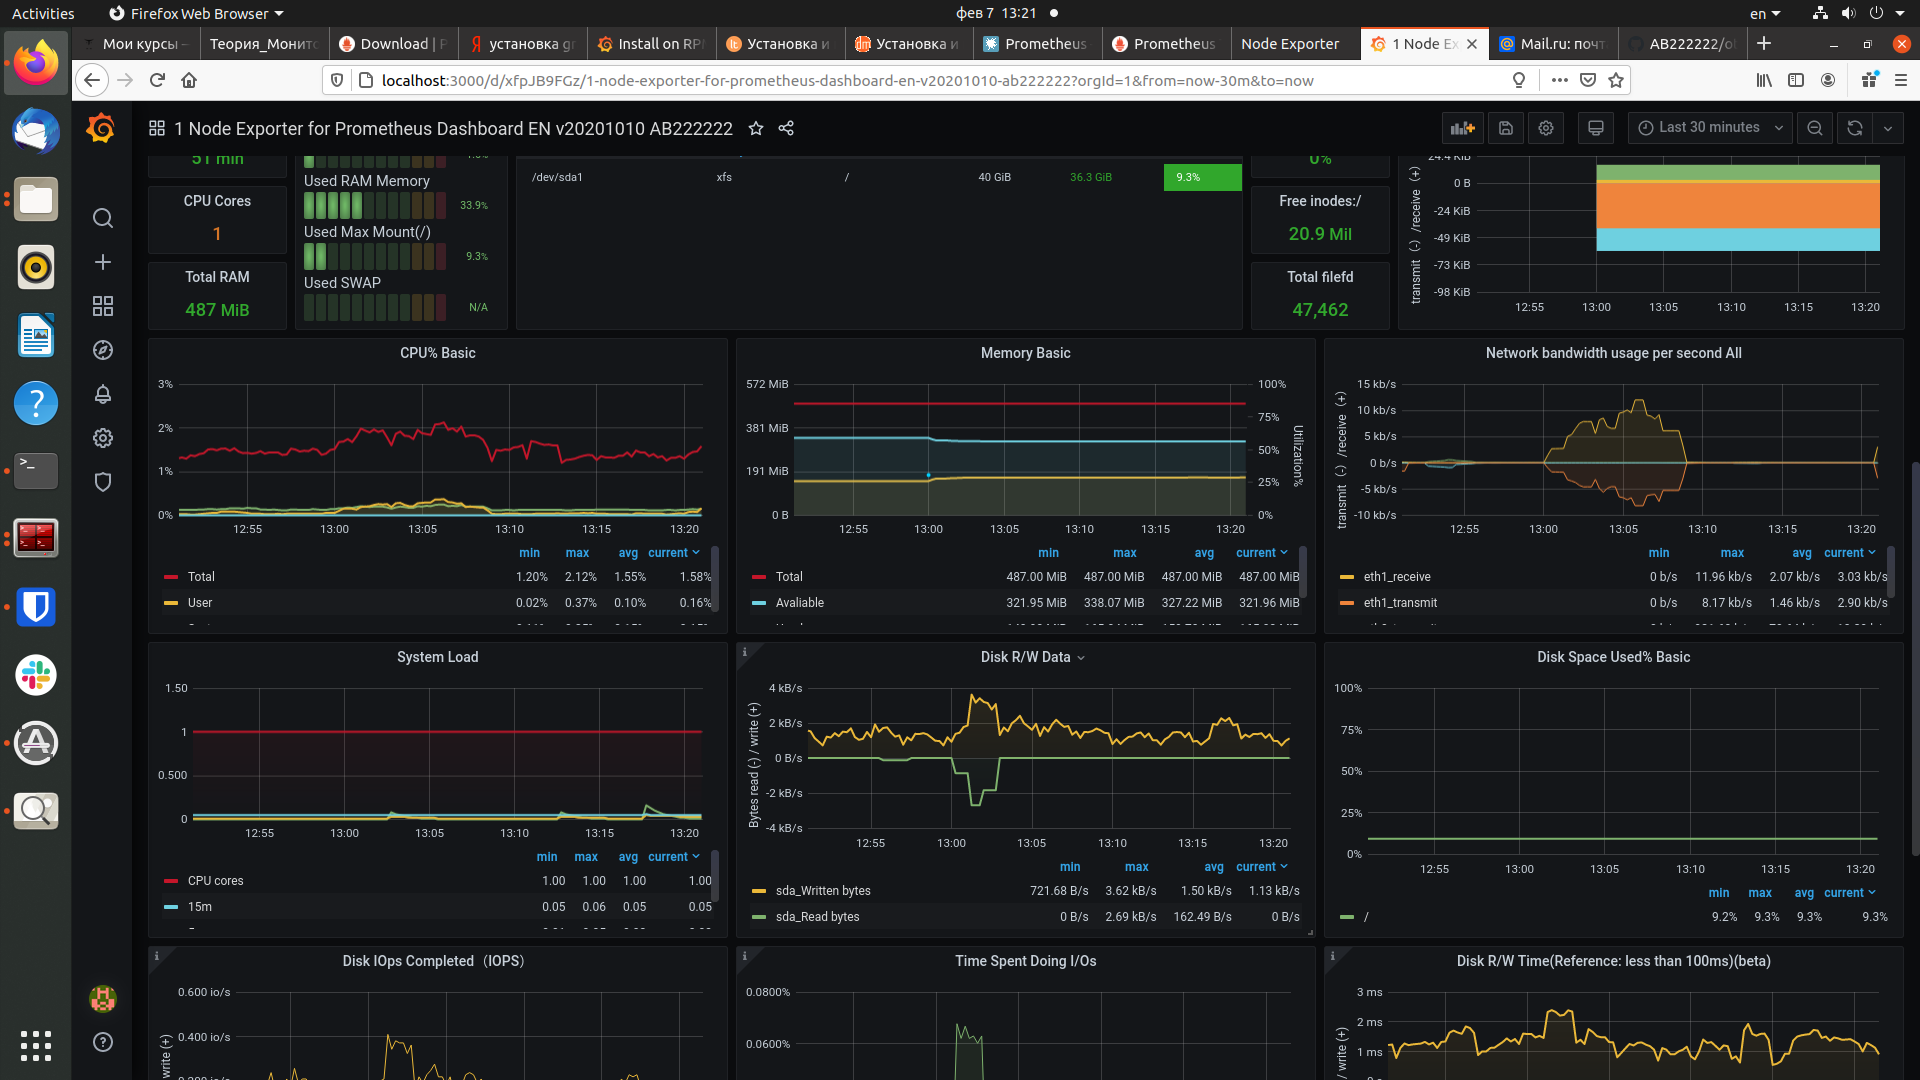 Activities
Firefox Web Browser
фев 7 13:21
en
Мои курсы –
Теория_Монито
Download | P
установка gr
Install on RPM
Установка и
Установка и
Prometheus
Prometheus
Node Exporter
1 Node Ex
Mail.ru: почт
AB222222/ol
localhost:3000/d/xfpJB9FGz/1-node-exporter-for-prometheus-dashboard-en-v20201010-ab222222?orgId=1&from=now-30m&to=now
1 Node Exporter for Prometheus Dashboard EN v20201010 AB222222
Last 30 minutes
51 min
CPU Cores
1
Total RAM
487 MiB
Used RAM Memory
33.9%
Used Max Mount(/)
9.3%
Used SWAP
N/A
/dev/sda1 xfs / 40 GiB 36.3 GiB 9.3%
0%
Free inodes:/
20.9 Mil
Total filefd
47,462
transmit (-) /receive (+)
24.4 KiB
0 B
-24 KiB
-49 KiB
-73 KiB
-98 KiB
12:55 13:00 13:05 13:10 13:15 13:20
CPU% Basic
3%
2%
1%
0%
12:55 13:00 13:05 13:10 13:15 13:20
min max avg current
Total 1.20% 2.12% 1.55% 1.58%
User 0.02% 0.37% 0.10% 0.16%
Memory Basic
572 MiB
381 MiB
191 MiB
0 B
100%
75%
50%
25%
0%
Utilization%
12:55 13:00 13:05 13:10 13:15 13:20
min max avg current
Total 487.00 MiB 487.00 MiB 487.00 MiB 487.00 MiB
Avaliable 321.95 MiB 338.07 MiB 327.22 MiB 321.96 MiB
Network bandwidth usage per second All
transmit (-) /receive (+)
15 kb/s
10 kb/s
5 kb/s
0 b/s
-5 kb/s
-10 kb/s
12:55 13:00 13:05 13:10 13:15 13:20
min max avg current
eth1_receive 0 b/s 11.96 kb/s 2.07 kb/s 3.03 kb/s
eth1_transmit 0 b/s 8.17 kb/s 1.46 kb/s 2.90 kb/s
System Load
1.50
1
0.500
0
12:55 13:00 13:05 13:10 13:15 13:20
min max avg current
CPU cores 1.00 1.00 1.00 1.00
15m 0.05 0.06 0.05 0.05
Disk R/W Data
Bytes read (-) / write (+)
4 kB/s
2 kB/s
0 B/s
-2 kB/s
-4 kB/s
12:55 13:00 13:05 13:10 13:15 13:20
min max avg current
sda_Written bytes 721.68 B/s 3.62 kB/s 1.50 kB/s 1.13 kB/s
sda_Read bytes 0 B/s 2.69 kB/s 162.49 B/s 0 B/s
Disk Space Used% Basic
100%
75%
50%
25%
0%
12:55 13:00 13:05 13:10 13:15 13:20
min max avg current
/ 9.2% 9.3% 9.3% 9.3%
Disk IOps Completed（IOPS）
write (+)
0.600 io/s
0.400 io/s
Time Spent Doing I/Os
0.0800%
0.0600%
Disk R/W Time(Reference: less than 100ms)(beta)
/ write (+)
3 ms
2 ms
1 ms